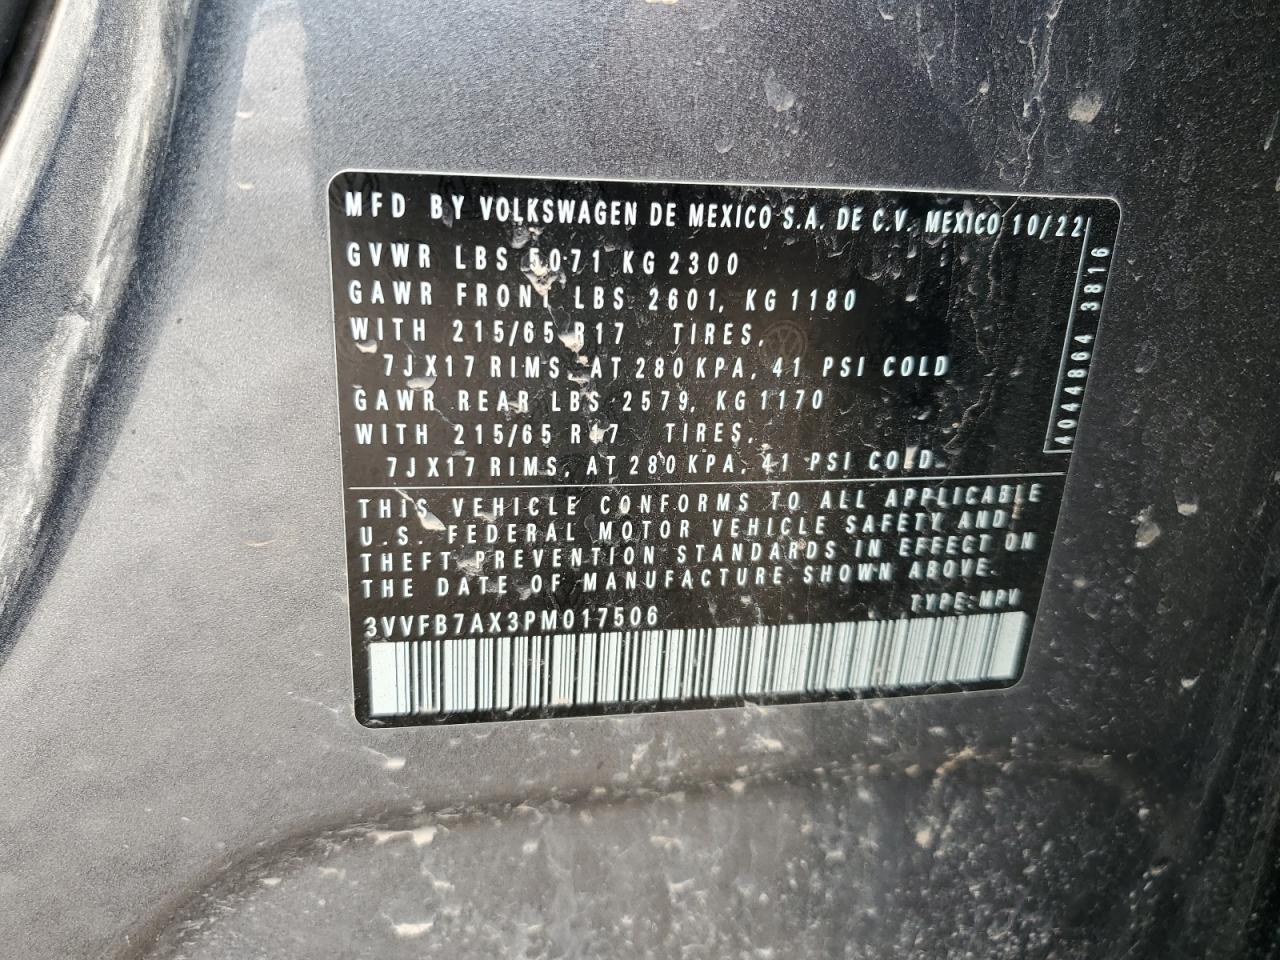 MFD BY VOLKSWAGEN DE MEXICO S.A. DE C.V. MEXICO 10/22
GVWR LBS 5071 KG 2300
GAWR FRONT LBS 2601, KG 1180
WITH 215/65 R17 TIRES,
7JX17 RIMS, AT 280 KPA, 41 PSI COLD
GAWR REAR LBS 2579, KG 1170
WITH 215/65 R17 TIRES,
7JX17 RIMS, AT 280 KPA, 41 PSI COLD
4044864 3816
THIS VEHICLE CONFORMS TO ALL APPLICABLE
U.S. FEDERAL MOTOR VEHICLE SAFETY AND
THEFT PREVENTION STANDARDS IN EFFECT ON
THE DATE OF MANUFACTURE SHOWN ABOVE.
3VVFB7AX3PM017506 TYPE: MPV